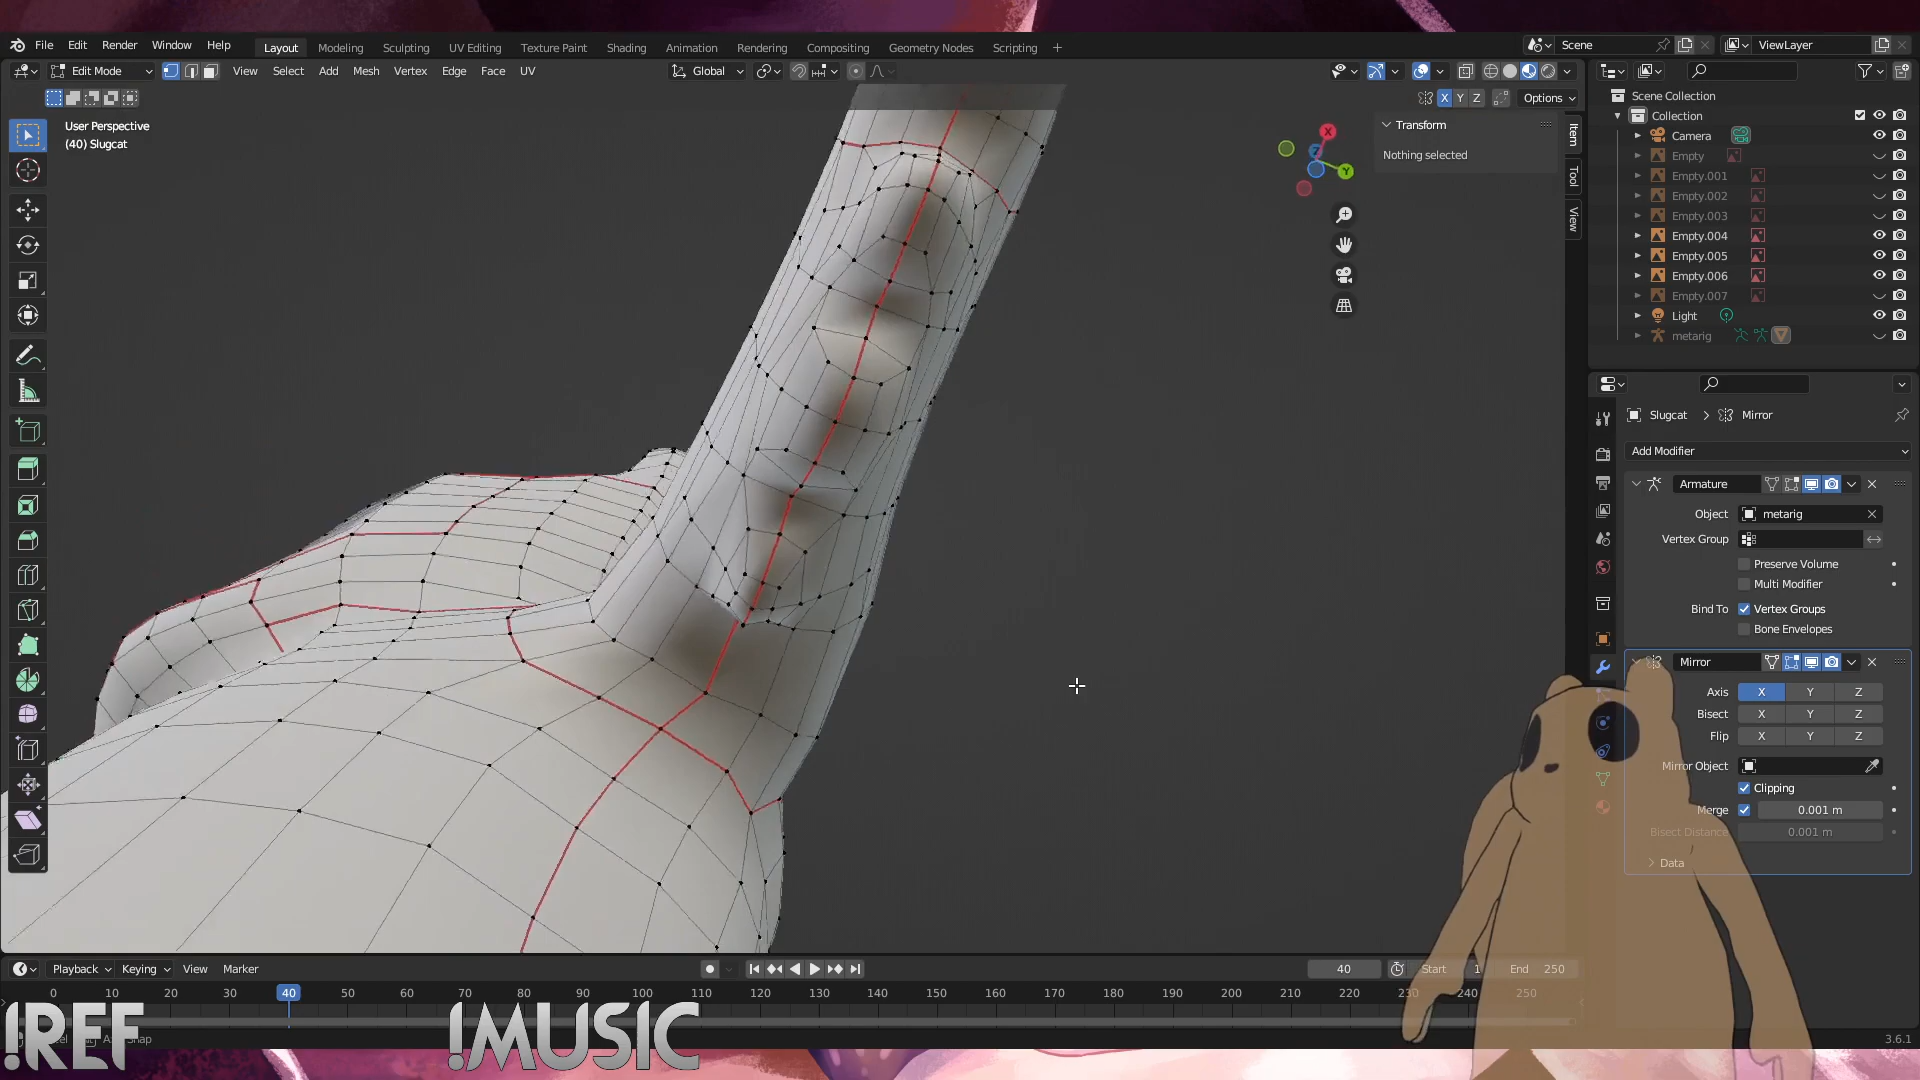 File Edit Render Window Help
Layout Modeling Sculpting UV Editing Texture Paint Shading Animation Rendering Compositing Geometry Nodes Scripting +
Scene
ViewLayer
Edit Mode
View Select Add Mesh Vertex Edge Face UV
Global
X Y Z
Options
User Perspective
(40) Slugcat
Transform
Nothing selected
Item
Tool
View
X
Y
Z
Scene Collection
Collection
Camera
Empty
Empty.001
Empty.002
Empty.003
Empty.004
Empty.005
Empty.006
Empty.007
Light
metarig
Slugcat > Mirror
Add Modifier
Armature
Object metarig
Vertex Group
Preserve Volume
Multi Modifier
Bind To Vertex Groups
Bone Envelopes
Mirror
Axis X Y Z
Bisect X Y Z
Flip X Y Z
Mirror Object
Clipping
Merge 0.001 m
Bisect Distance 0.001 m
Data
Playback Keying View Marker
40
Start 1 End 250
0 10 20 30 40 50 60 70 80 90 100 110 120 130 140 150 160 170 180 190 200 210 220 230 240 250
!REF
!MUSIC
Snap
3.6.1